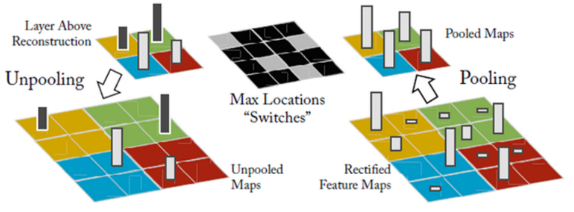 Layer Above
Reconstruction
Pooled Maps
Unpooling
Max Locations
"Switches"
Pooling
Unpooled
Maps
Rectified
Feature Maps